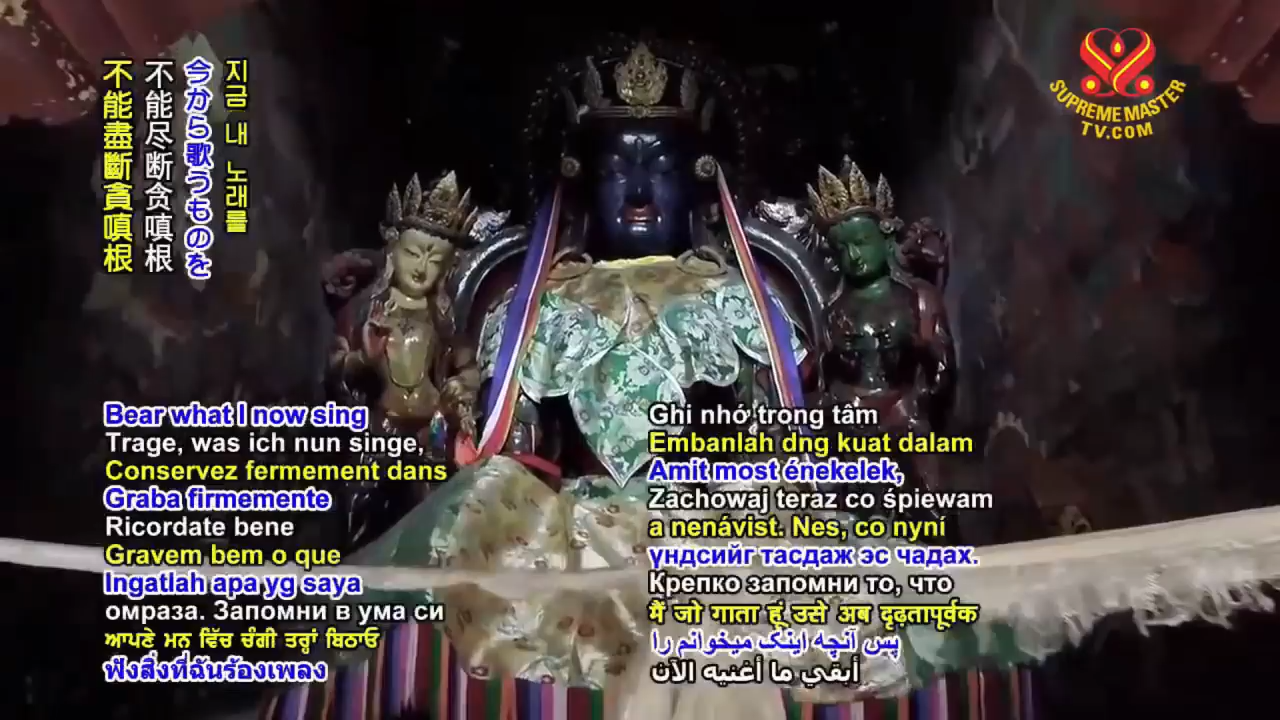 지금 내 노래를
今から歌うものを
不能尽断贪嗔根
不能盡斷貪嗔根
SUPREME MASTER
TV.COM
Bear what I now sing
Trage, was ich nun singe,
Conservez fermement dans
Graba firmemente
Ricordate bene
Gravem bem o que
Ingatlah apa yg saya
омраза. Запомни в ума си
ਆਪਣੇ ਮਨ ਵਿੱਚ ਚੰਗੀ ਤਰ੍ਹਾਂ ਬਿਠਾਓ
ฟังสิ่งที่ฉันร้องเพลง
Ghi nhớ trong tâm
Embanlah dng kuat dalam
Amit most énekelek,
Zachowaj teraz co śpiewam
a nenávist. Nes, co nyní
үндсийг тасдаж эс чадах.
Крепко запомни то, что
मैं जो गाता हूं उसे अब दृढ़तापूर्वक
پس آنچه اینک میخوانم را
أبقي ما أغنيه الآن